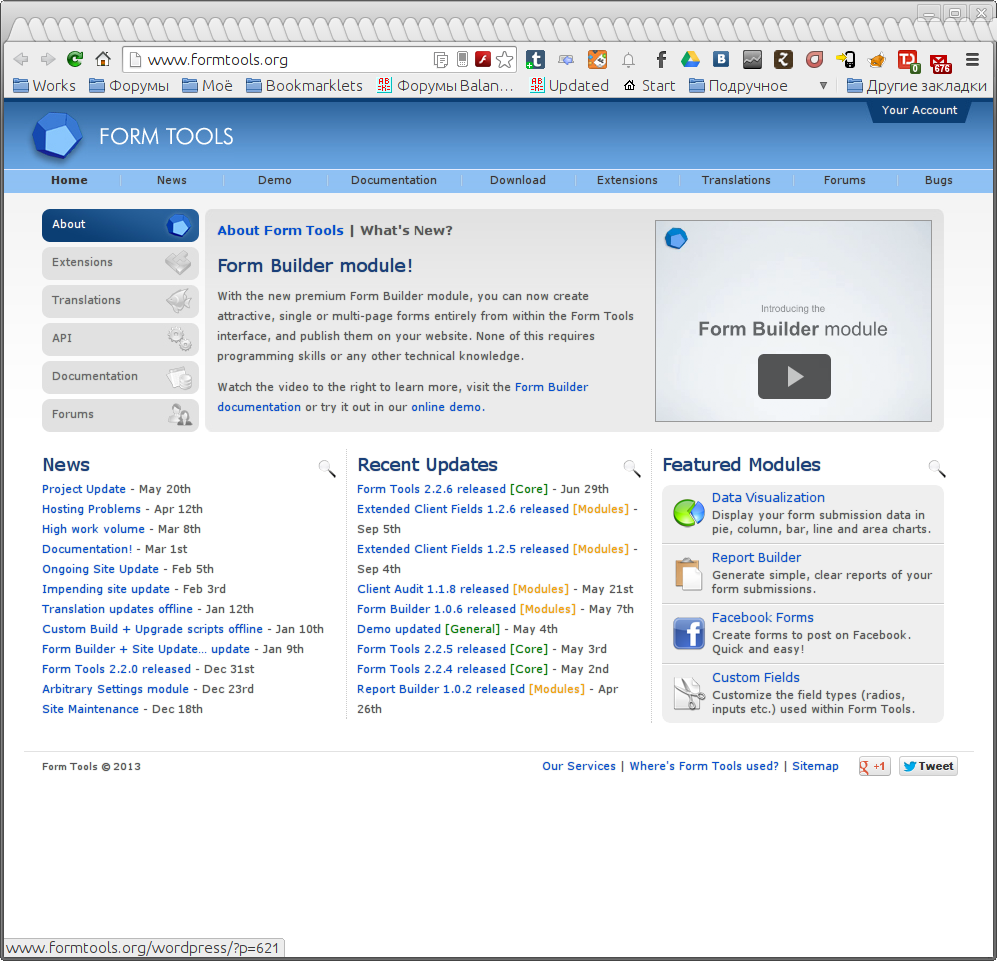 www.formtools.org
t
f
B
Z
TD
0
676
Works
Форумы
Моё
Bookmarklets
Форумы Balan...
Updated
Start
Подручное
Другие закладки
Your Account
FORM TOOLS
Home
News
Demo
Documentation
Download
Extensions
Translations
Forums
Bugs
About
Extensions
Translations
API
Documentation
Forums
About Form Tools | What's New?
Form Builder module!
With the new premium Form Builder module, you can now create
attractive, single or multi-page forms entirely from within the Form Tools
interface, and publish them on your website. None of this requires
programming skills or any other technical knowledge.
Watch the video to the right to learn more, visit the Form Builder
documentation or try it out in our online demo.
Introducing the
Form Builder module
News
Project Update - May 20th
Hosting Problems - Apr 12th
High work volume - Mar 8th
Documentation! - Mar 1st
Ongoing Site Update - Feb 5th
Impending site update - Feb 3rd
Translation updates offline - Jan 12th
Custom Build + Upgrade scripts offline - Jan 10th
Form Builder + Site Update... update - Jan 9th
Form Tools 2.2.0 released - Dec 31st
Arbitrary Settings module - Dec 23rd
Site Maintenance - Dec 18th
Recent Updates
Form Tools 2.2.6 released [Core] - Jun 29th
Extended Client Fields 1.2.6 released [Modules] -
Sep 5th
Extended Client Fields 1.2.5 released [Modules] -
Sep 4th
Client Audit 1.1.8 released [Modules] - May 21st
Form Builder 1.0.6 released [Modules] - May 7th
Demo updated [General] - May 4th
Form Tools 2.2.5 released [Core] - May 3rd
Form Tools 2.2.4 released [Core] - May 2nd
Report Builder 1.0.2 released [Modules] - Apr
26th
Featured Modules
Data Visualization
Display your form submission data in
pie, column, bar, line and area charts.
Report Builder
Generate simple, clear reports of your
form submissions.
f
Facebook Forms
Create forms to post on Facebook.
Quick and easy!
Custom Fields
Customize the field types (radios,
inputs etc.) used within Form Tools.
Form Tools © 2013
Our Services | Where's Form Tools used? | Sitemap
g +1
Tweet
www.formtools.org/wordpress/?p=621